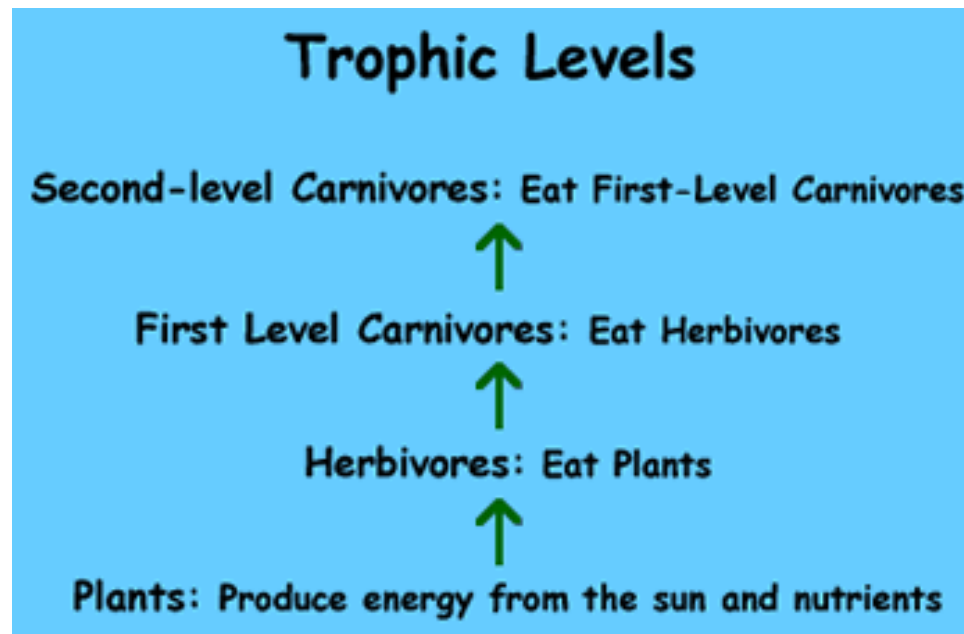 Trophic Levels
Second-level Carnivores: Eat First-Level Carnivores
First Level Carnivores: Eat Herbivores
Herbivores: Eat Plants
Plants: Produce energy from the sun and nutrients